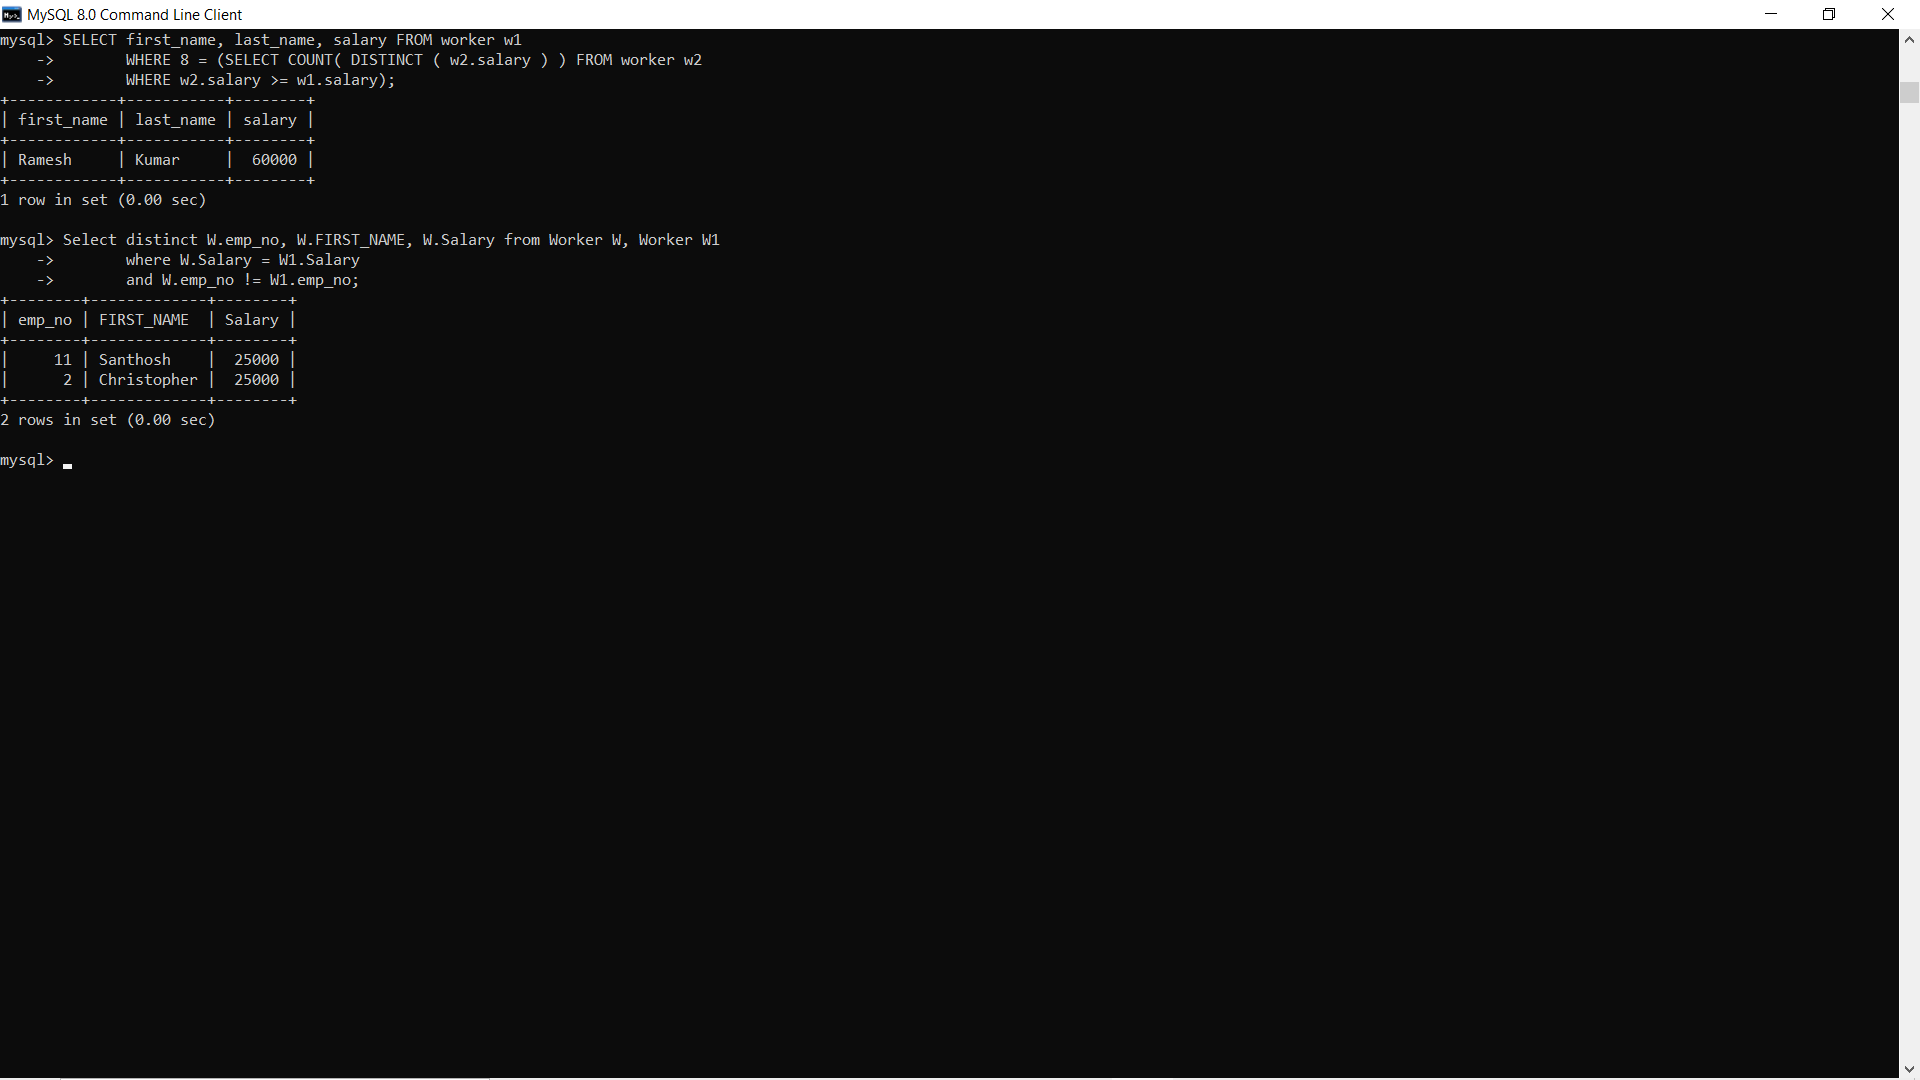 MySQL 8.0 Command Line Client
mysql> SELECT first_name, last_name, salary FROM worker w1
    ->        WHERE 8 = (SELECT COUNT( DISTINCT ( w2.salary ) ) FROM worker w2
    ->        WHERE w2.salary >= w1.salary);
+------------+-----------+--------+
| first_name | last_name | salary |
+------------+-----------+--------+
| Ramesh     | Kumar     |  60000 |
+------------+-----------+--------+
1 row in set (0.00 sec)

mysql> Select distinct W.emp_no, W.FIRST_NAME, W.Salary from Worker W, Worker W1
    ->        where W.Salary = W1.Salary
    ->        and W.emp_no != W1.emp_no;
+--------+-------------+--------+
| emp_no | FIRST_NAME  | Salary |
+--------+-------------+--------+
|     11 | Santhosh    |  25000 |
|      2 | Christopher |  25000 |
+--------+-------------+--------+
2 rows in set (0.00 sec)

mysql>